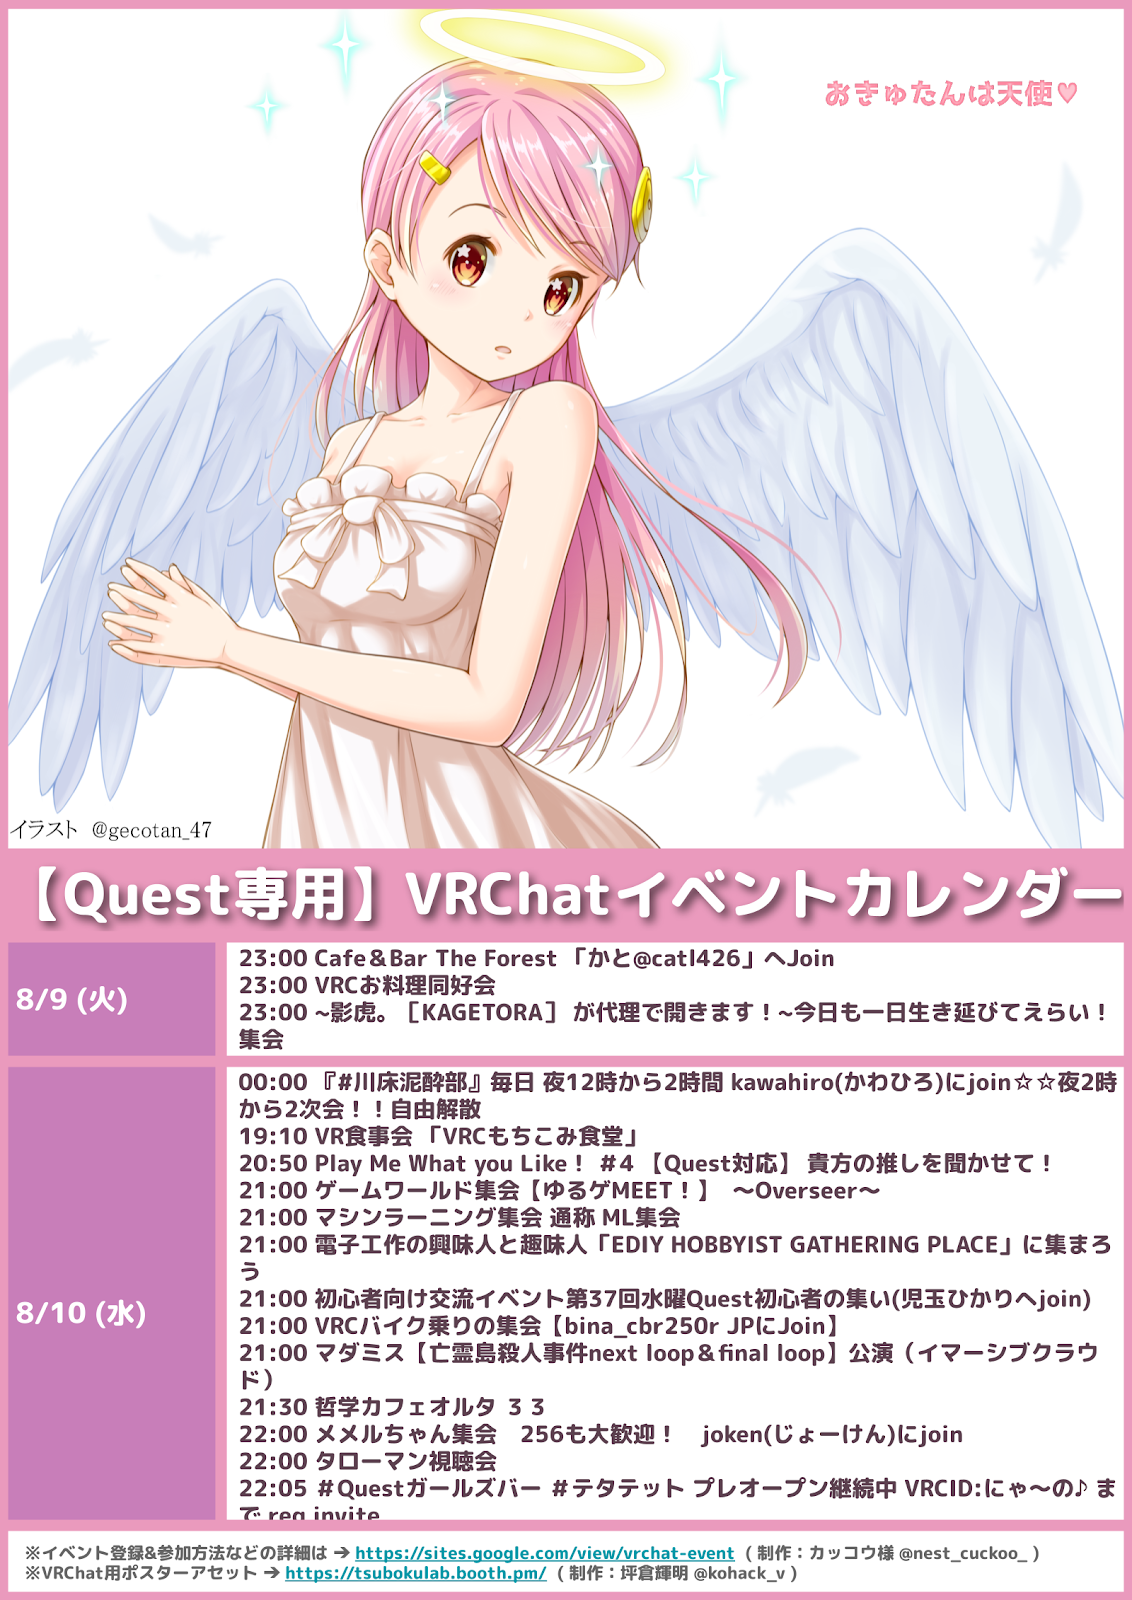 おきゅたんは天使♥
イラスト @gecotan_47
【Quest専用】VRChatイベントカレンダー
8/9 (火)
23:00 Cafe＆Bar The Forest 「かと@catl426」へJoin
23:00 VRCお料理同好会
23:00 ~影虎。［KAGETORA］ が代理で開きます！~今日も一日生き延びてえらい！
集会
8/10 (水)
00:00 『#川床泥酔部』毎日 夜12時から2時間 kawahiro(かわひろ)にjoin☆☆夜2時
から2次会！！自由解散
19:10 VR食事会 「VRCもちこみ食堂」
20:50 Play Me What you Like！ #4 【Quest対応】 貴方の推しを聞かせて！
21:00 ゲームワールド集会【ゆるゲMEET！】 ～Overseer～
21:00 マシンラーニング集会 通称 ML集会
21:00 電子工作の興味人と趣味人「EDIY HOBBYIST GATHERING PLACE」に集まろ
う
21:00 初心者向け交流イベント第37回水曜Quest初心者の集い(児玉ひかりへjoin)
21:00 VRCバイク乗りの集会【bina_cbr250r JPにJoin】
21:00 マダミス【亡霊島殺人事件next loop＆final loop】公演（イマーシブクラウ
ド）
21:30 哲学カフェオルタ ３３
22:00 メメルちゃん集会　256も大歓迎！　joken(じょーけん)にjoin
22:00 タローマン視聴会
22:05 ＃Questガールズバー ＃テタテット プレオープン継続中 VRCID:にゃ〜の♪ ま
で req invite
※イベント登録&参加方法などの詳細は ➔ https://sites.google.com/view/vrchat-event ( 制作：カッコウ様 @nest_cuckoo_ )
※VRChat用ポスターアセット ➔ https://tsubokulab.booth.pm/ ( 制作：坪倉輝明 @kohack_v )